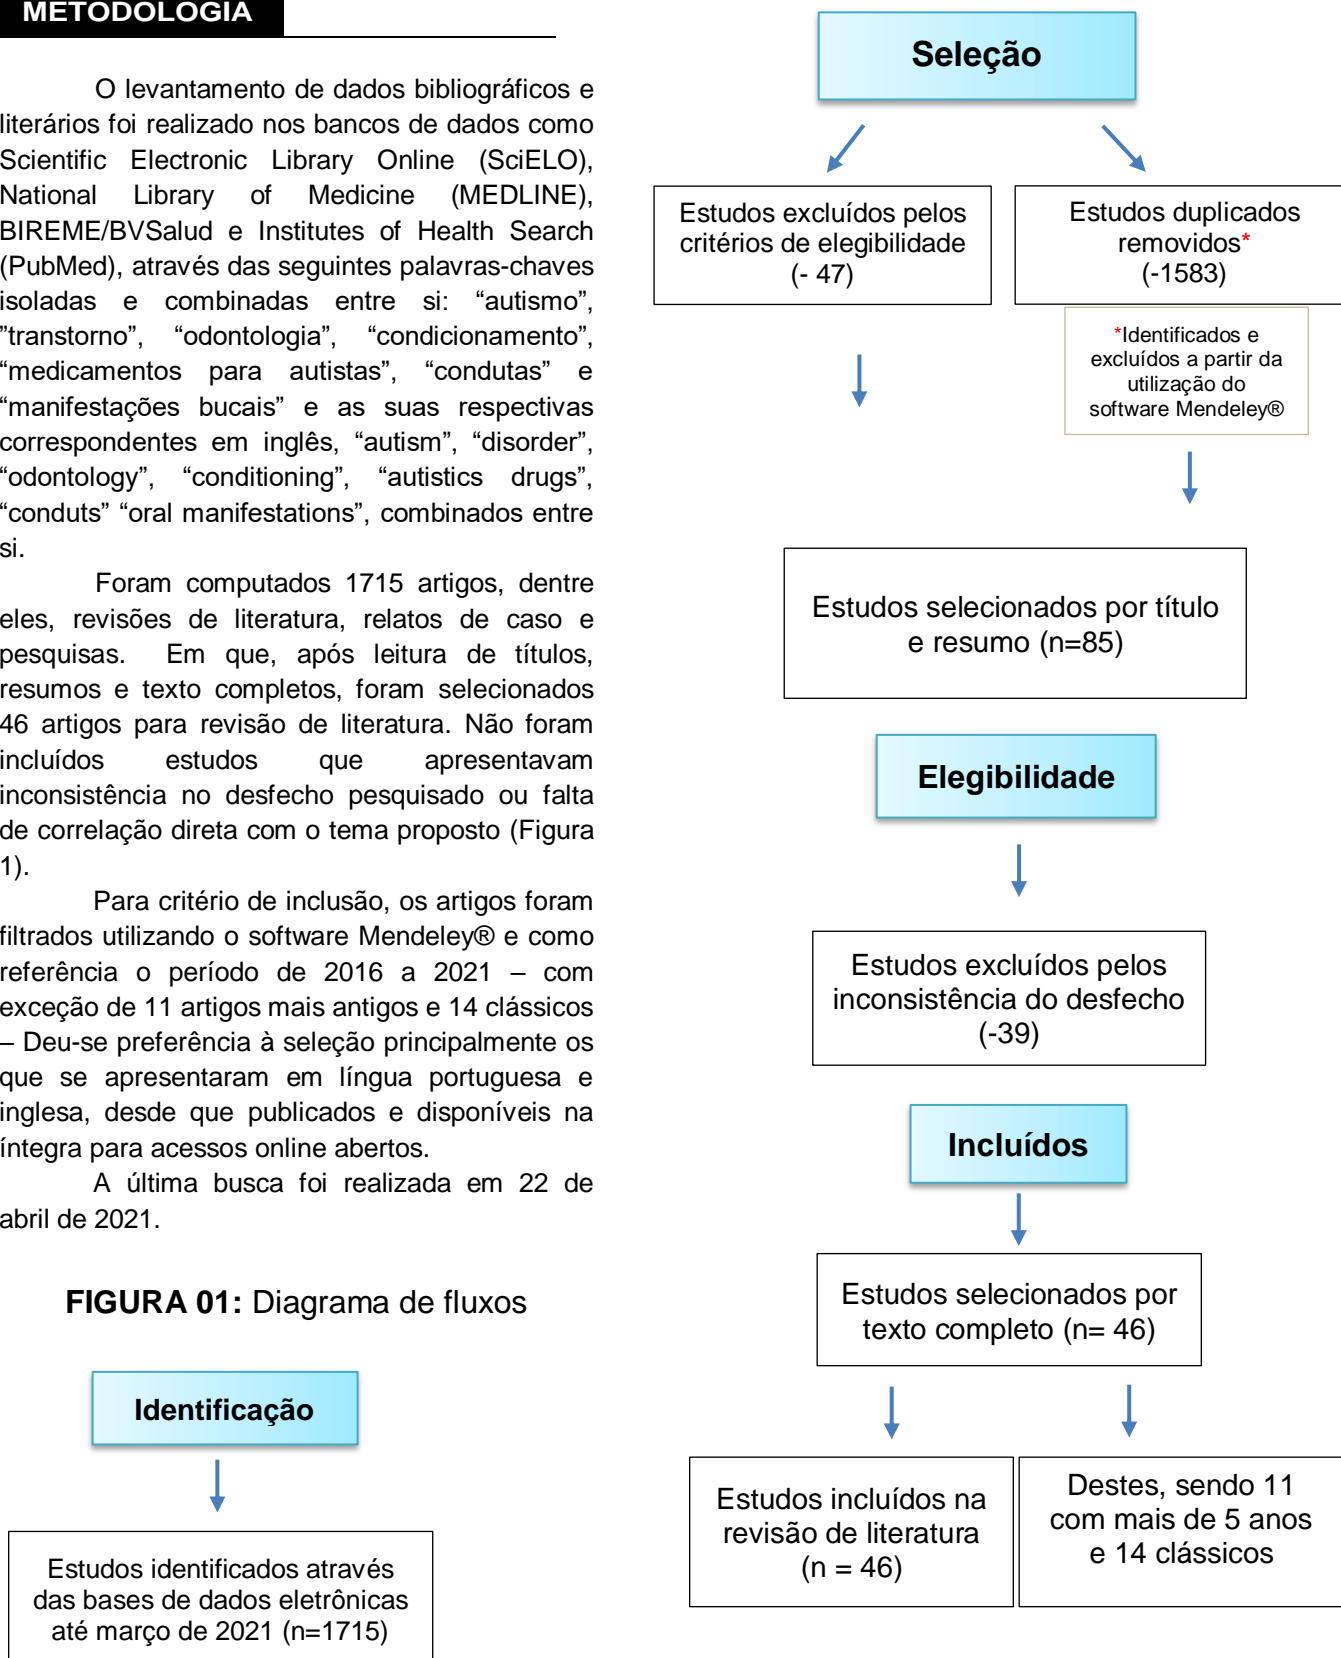 METODOLOGIA
O levantamento de dados bibliográficos e
literários foi realizado nos bancos de dados como
Scientific Electronic Library Online (SciELO),
National Library of Medicine (MEDLINE),
BIREME/BVSalud e Institutes of Health Search
(PubMed), através das seguintes palavras-chaves
isoladas e combinadas entre si: “autismo”,
”transtorno”, “odontologia”, “condicionamento”,
“medicamentos para autistas”, “condutas” e
“manifestações bucais” e as suas respectivas
correspondentes em inglês, “autism”, “disorder”,
“odontology”, “conditioning”, “autistics drugs”,
“conduts” “oral manifestations”, combinados entre
si.
Foram computados 1715 artigos, dentre
eles, revisões de literatura, relatos de caso e
pesquisas. Em que, após leitura de títulos,
resumos e texto completos, foram selecionados
46 artigos para revisão de literatura. Não foram
incluídos estudos que apresentavam
inconsistência no desfecho pesquisado ou falta
de correlação direta com o tema proposto (Figura
1).
Para critério de inclusão, os artigos foram
filtrados utilizando o software Mendeley® e como
referência o período de 2016 a 2021 – com
exceção de 11 artigos mais antigos e 14 clássicos
– Deu-se preferência à seleção principalmente os
que se apresentaram em língua portuguesa e
inglesa, desde que publicados e disponíveis na
íntegra para acessos online abertos.
A última busca foi realizada em 22 de
abril de 2021.
FIGURA 01: Diagrama de fluxos
Identificação
Estudos identificados através
das bases de dados eletrônicas
até março de 2021 (n=1715)
Seleção
Estudos excluídos pelos
critérios de elegibilidade
(- 47)
Estudos duplicados
removidos*
(-1583)
*Identificados e
excluídos a partir da
utilização do
software Mendeley®
Estudos selecionados por título
e resumo (n=85)
Elegibilidade
Estudos excluídos pelos
inconsistência do desfecho
(-39)
Incluídos
Estudos selecionados por
texto completo (n= 46)
Estudos incluídos na
revisão de literatura
(n = 46)
Destes, sendo 11
com mais de 5 anos
e 14 clássicos